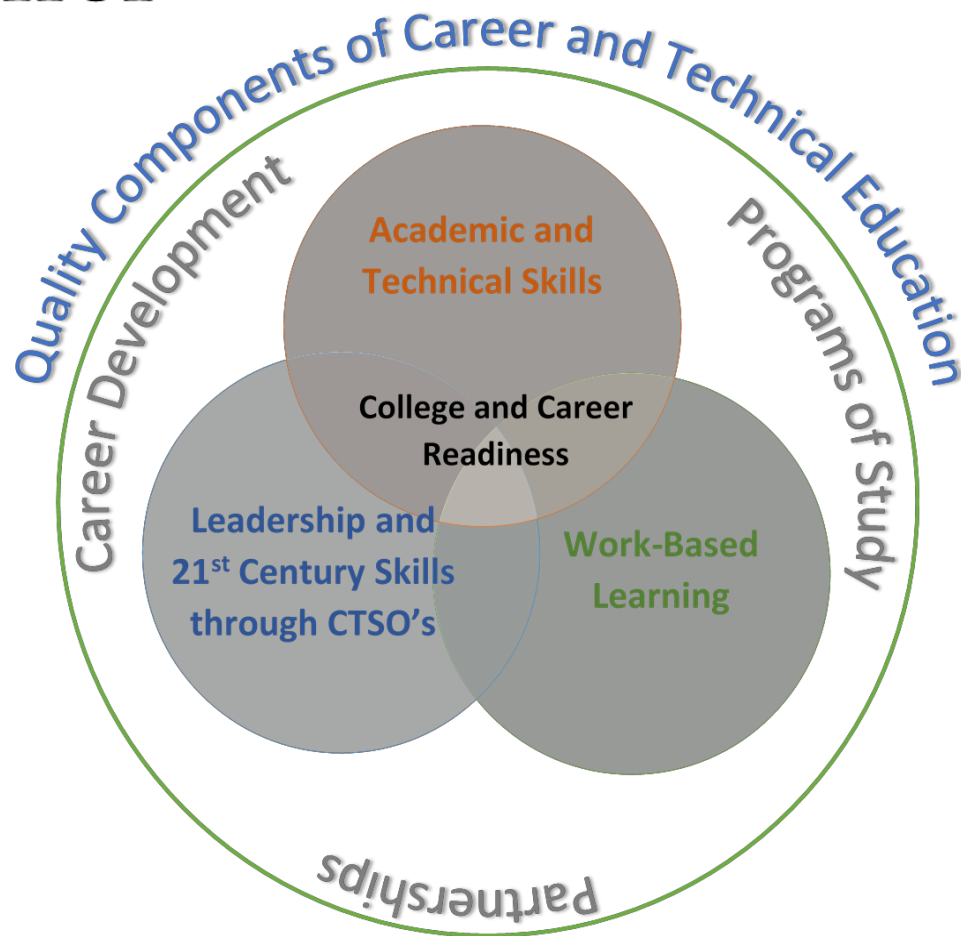 Quality Components of Career and Technical Education
Career Development
Programs of Study
Academic and
Technical Skills
College and Career
Readiness
Leadership and
21st Century Skills
through CTSO's
Work-Based
Learning
Partnerships